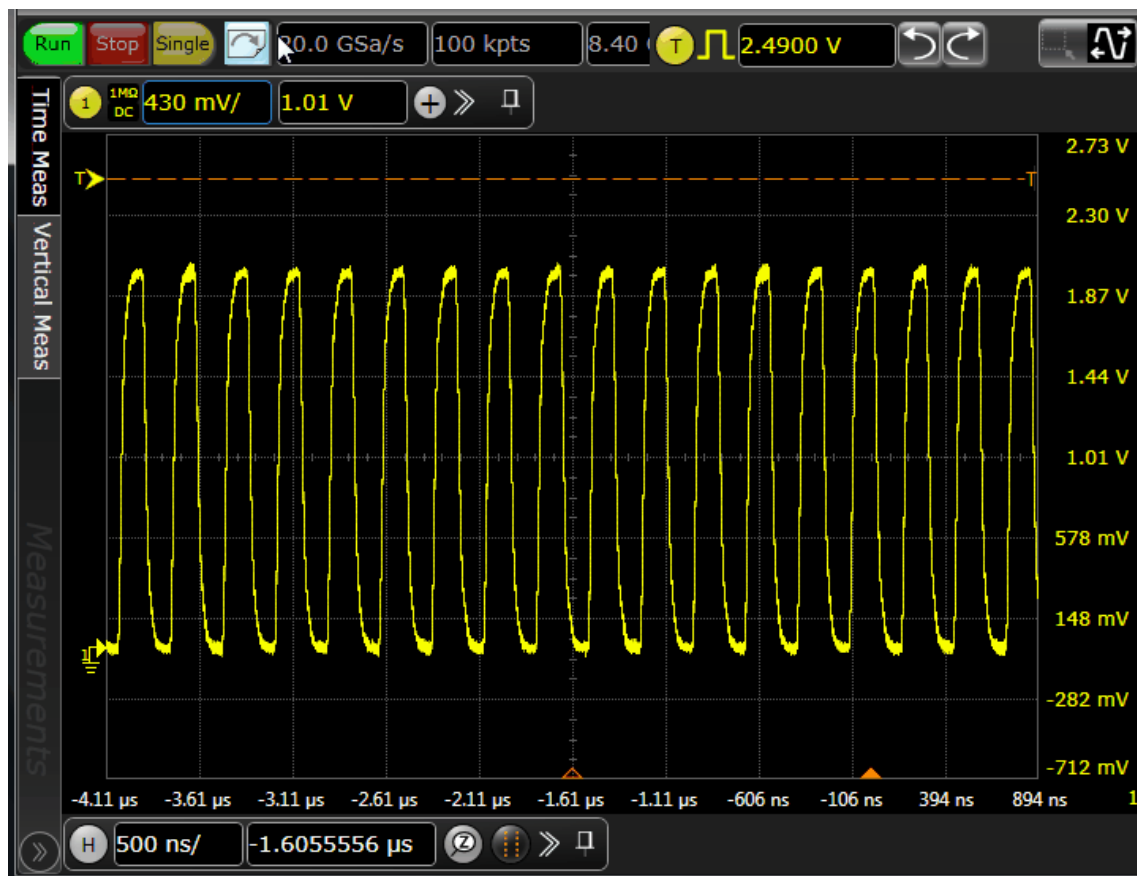 Run Stop Single 20.0 GSa/s 100 kpts 8.40 T 2.4900 V
1 1MΩ DC 430 mV/ 1.01 V
Time Meas
Vertical Meas
Measurements
T
T
2.73 V
2.30 V
1.87 V
1.44 V
1.01 V
578 mV
148 mV
-282 mV
-712 mV
1
-4.11 µs -3.61 µs -3.11 µs -2.61 µs -2.11 µs -1.61 µs -1.11 µs -606 ns -106 ns 394 ns 894 ns 1
H 500 ns/ -1.6055556 µs Z